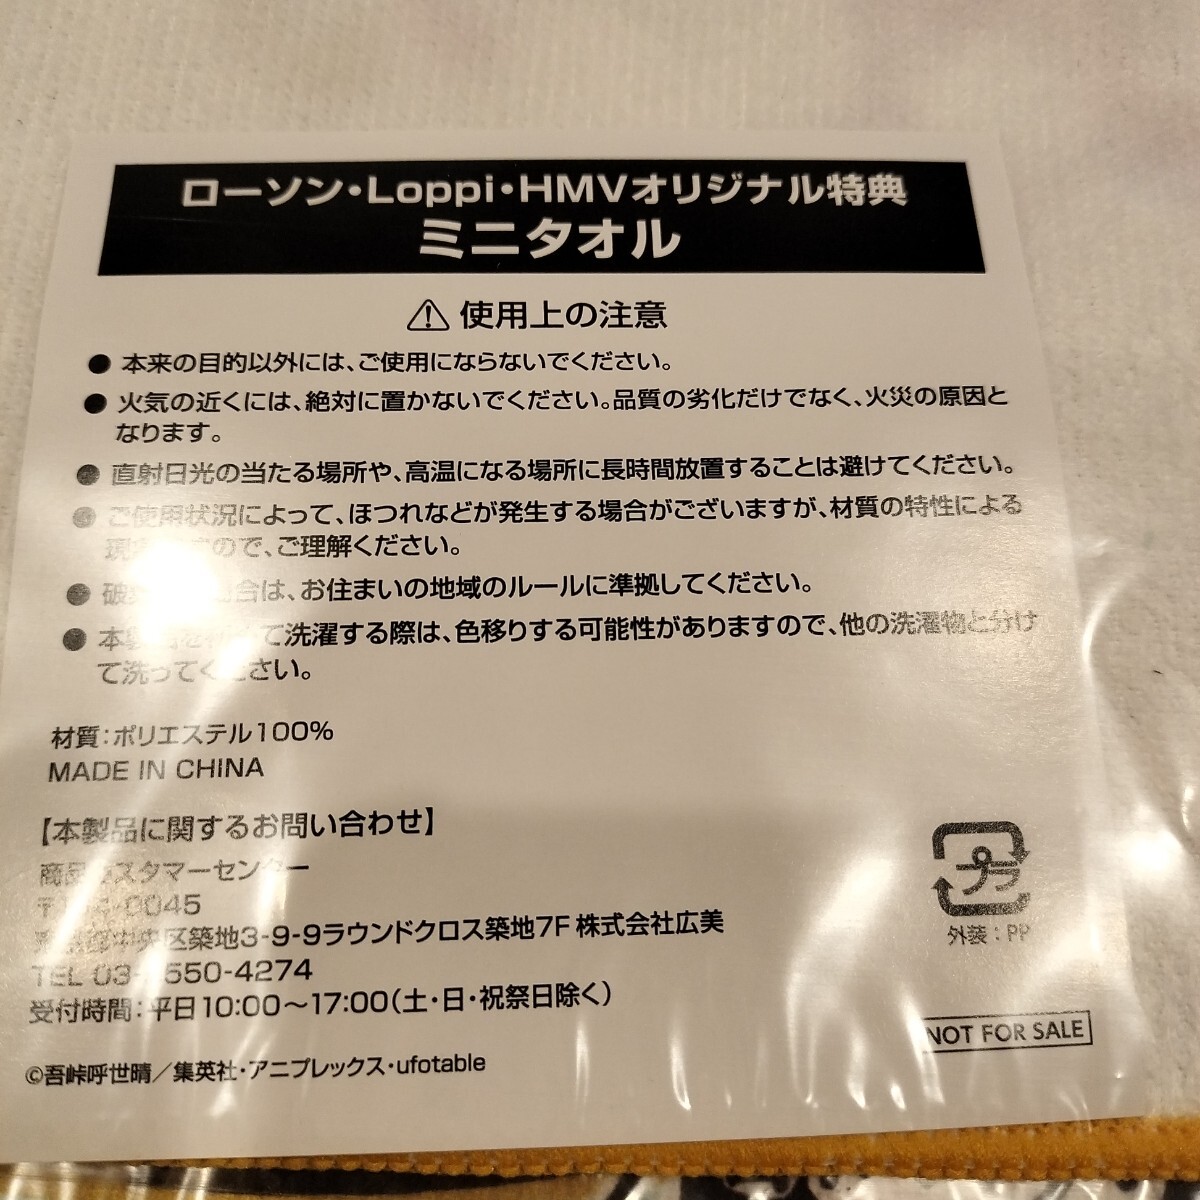 ローソン・Loppi・HMVオリジナル特典
ミニタオル
⚠ 使用上の注意
● 本来の目的以外には、ご使用にならないでください。
● 火気の近くには、絶対に置かないでください。品質の劣化だけでなく、火災の原因と
なります。
● 直射日光の当たる場所や、高温になる場所に長時間放置することは避けてください。
● ご使用状況によって、ほつれなどが発生する場合がございますが、材質の特性による
ので、ご理解ください。
● 合は、お住まいの地域のルールに準拠してください。
● 本製品を て洗濯する際は、色移りする可能性がありますので、他の洗濯物と分け
て洗ってください。
材質：ポリエステル100%
MADE IN CHINA
【本製品に関するお問い合わせ】
商品カスタマーセンター
〒104-0045
東京都中央区築地3-9-9ラウンドクロス築地7F 株式会社広美
TEL 03- 550-4274
受付時間：平日10:00～17:00（土・日・祝祭日除く）
©吾峠呼世晴／集英社・アニプレックス・ufotable
プラ
外装：PP
NOT FOR SALE